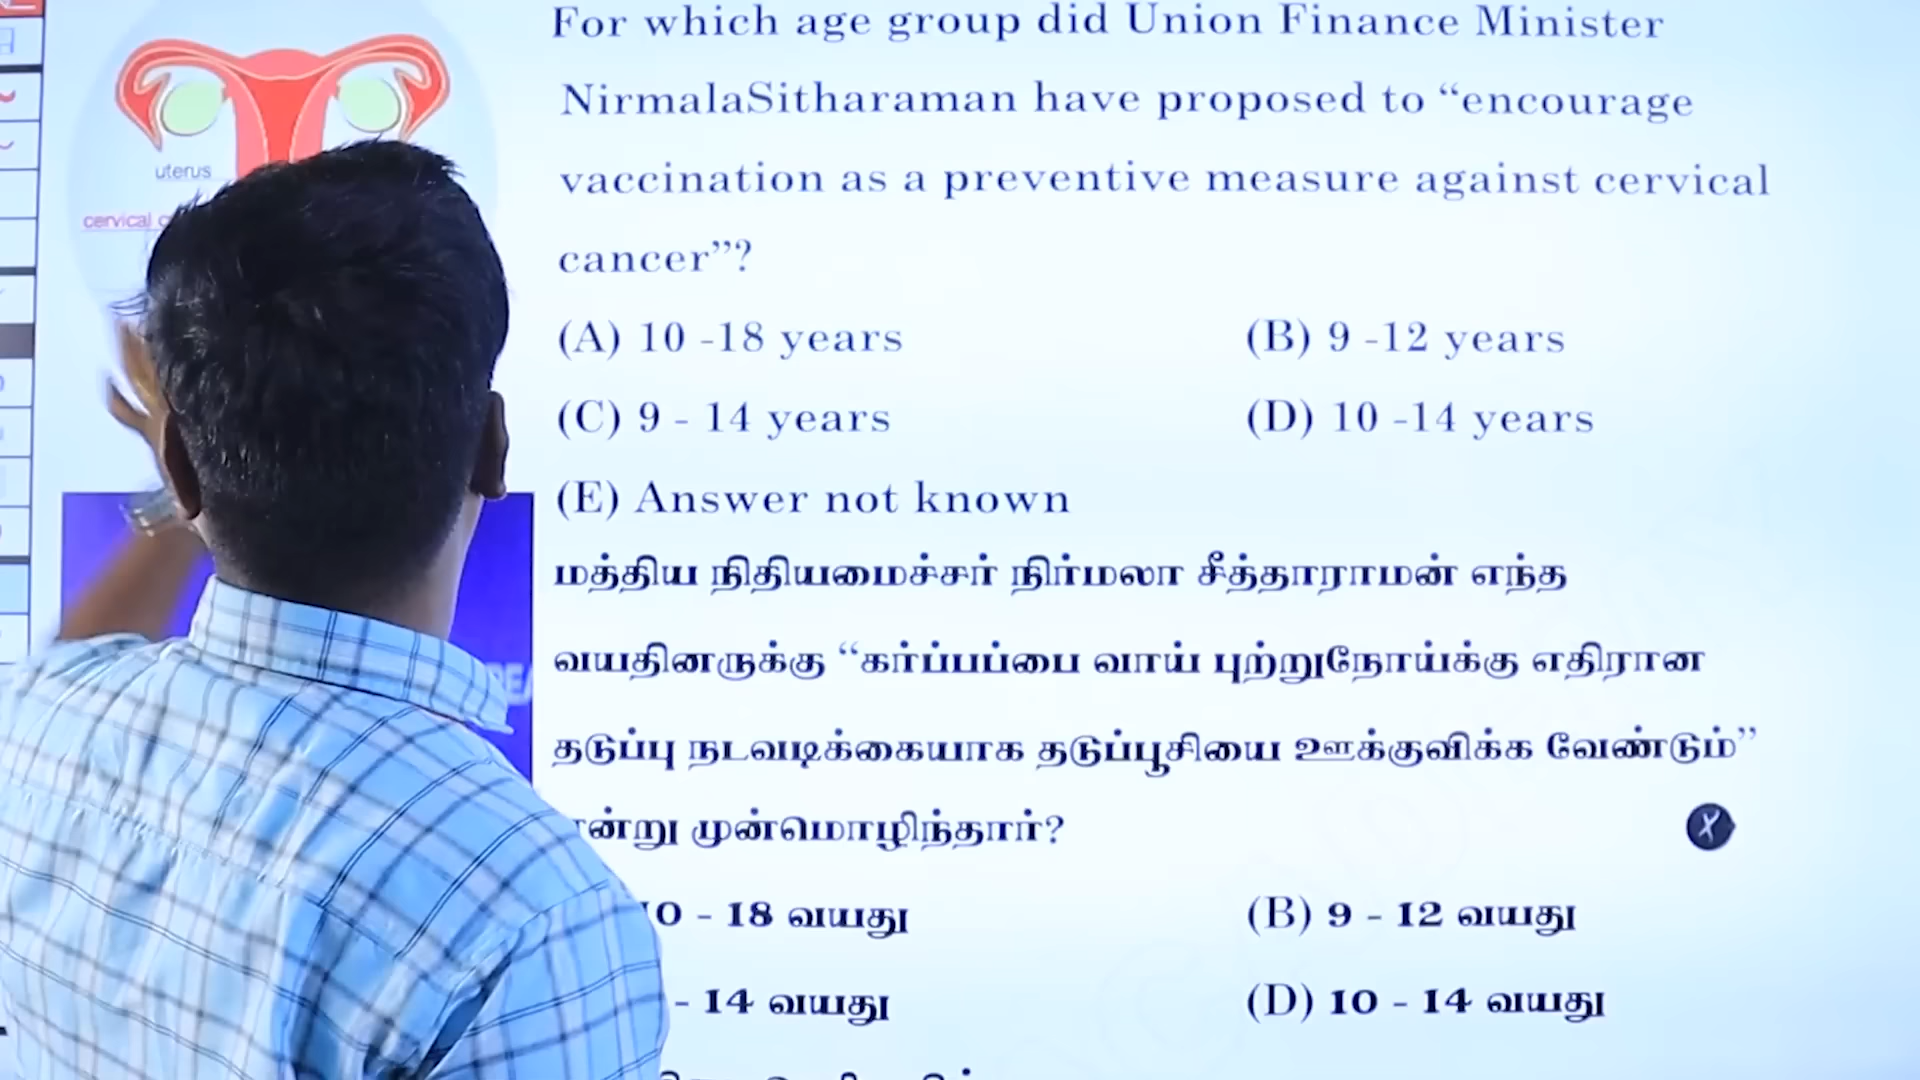 uterus
cervical
For which age group did Union Finance Minister
NirmalaSitharaman have proposed to “encourage
vaccination as a preventive measure against cervical
cancer”?
(A) 10 -18 years
(B) 9 -12 years
(C) 9 - 14 years
(D) 10 -14 years
(E) Answer not known
மத்திய நிதியமைச்சர் நிர்மலா சீத்தாராமன் எந்த
வயதினருக்கு “கர்ப்பப்பை வாய் புற்றுநோய்க்கு எதிரான
தடுப்பு நடவடிக்கையாக தடுப்பூசியை ஊக்குவிக்க வேண்டும்”
முன்மொழிந்தார்?
- 18 வயது
(B) 9 - 12 வயது
- 14 வயது
(D) 10 - 14 வயது